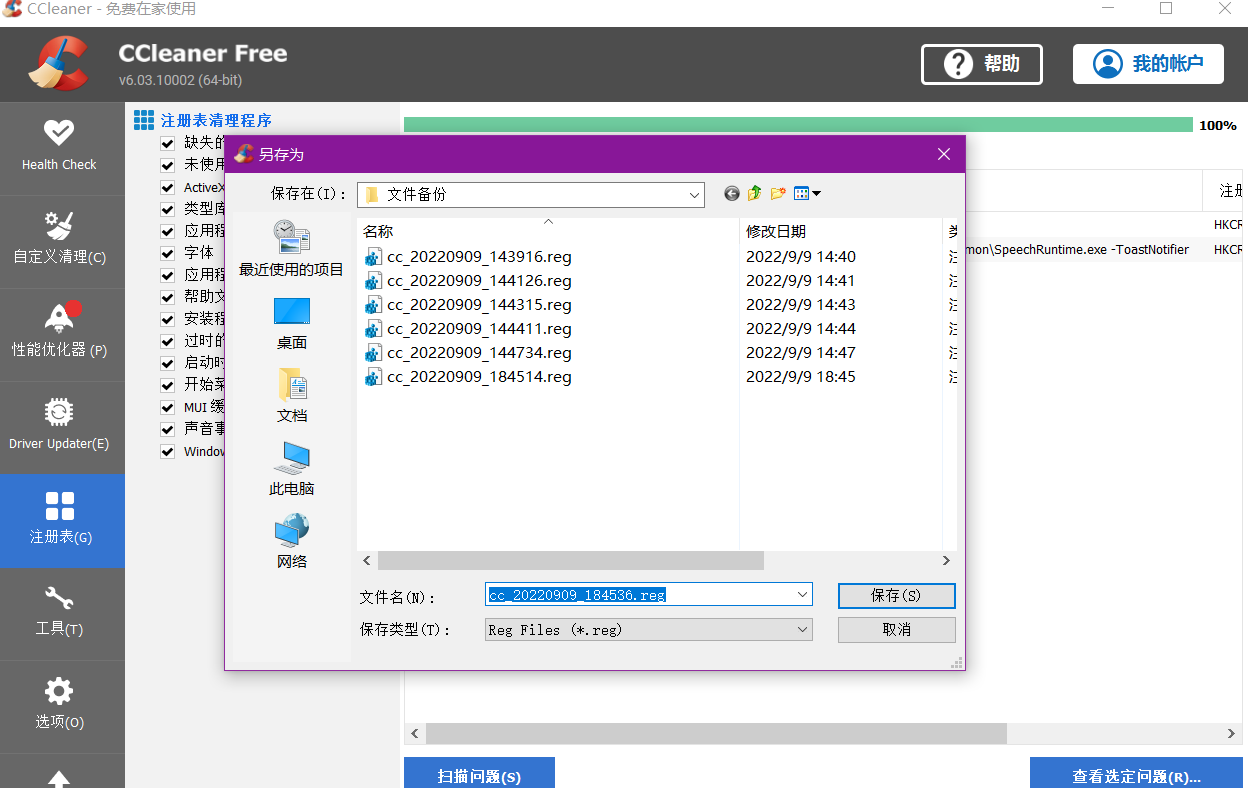 CCleaner - 免费在家使用
CCleaner Free
v6.03.10002 (64-bit)
帮助
我的帐户
Health Check
自定义清理(C)
性能优化器 (P)
Driver Updater(E)
注册表(G)
工具(T)
选项(O)
注册表清理程序
缺失的
未使用
ActiveX
类型库
应用程
字体
应用程
帮助文
安装程
过时的
启动时
开始菜
MUI 缓
声音事
Window
100%
注册
HKCR
mon\SpeechRuntime.exe -ToastNotifier HKCR
另存为
保存在(I): 文件备份
最近使用的项目
桌面
文档
此电脑
网络
名称 修改日期 类
cc_20220909_143916.reg 2022/9/9 14:40 注
cc_20220909_144126.reg 2022/9/9 14:41 注
cc_20220909_144315.reg 2022/9/9 14:43 注
cc_20220909_144411.reg 2022/9/9 14:44 注
cc_20220909_144734.reg 2022/9/9 14:47 注
cc_20220909_184514.reg 2022/9/9 18:45 注
文件名(N): cc_20220909_184536.reg 保存(S)
保存类型(T): Reg Files (*.reg) 取消
扫描问题(S)
查看选定问题(R)...